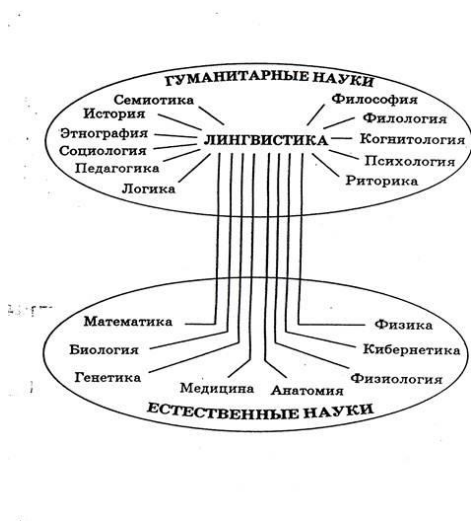 ГУМАНИТАРНЫЕ НАУКИ
Семиотика
История
Этнография
Социология
Педагогика
Логика
ЛИНГВИСТИКА
Философия
Филология
Когнитология
Психология
Риторика
Математика
Биология
Генетика
Медицина
Анатомия
Физика
Кибернетика
Физиология
ЕСТЕСТВЕННЫЕ НАУКИ